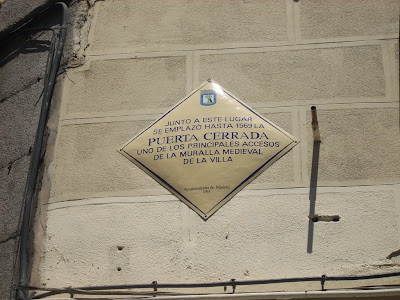 JUNTO A ESTE LUGAR
SE EMPLAZO HASTA 1569 LA
PUERTA CERRADA
UNO DE LOS PRINCIPALES ACCESOS
DE LA MURALLA MEDIEVAL
DE LA VILLA
Ayuntamiento de Madrid